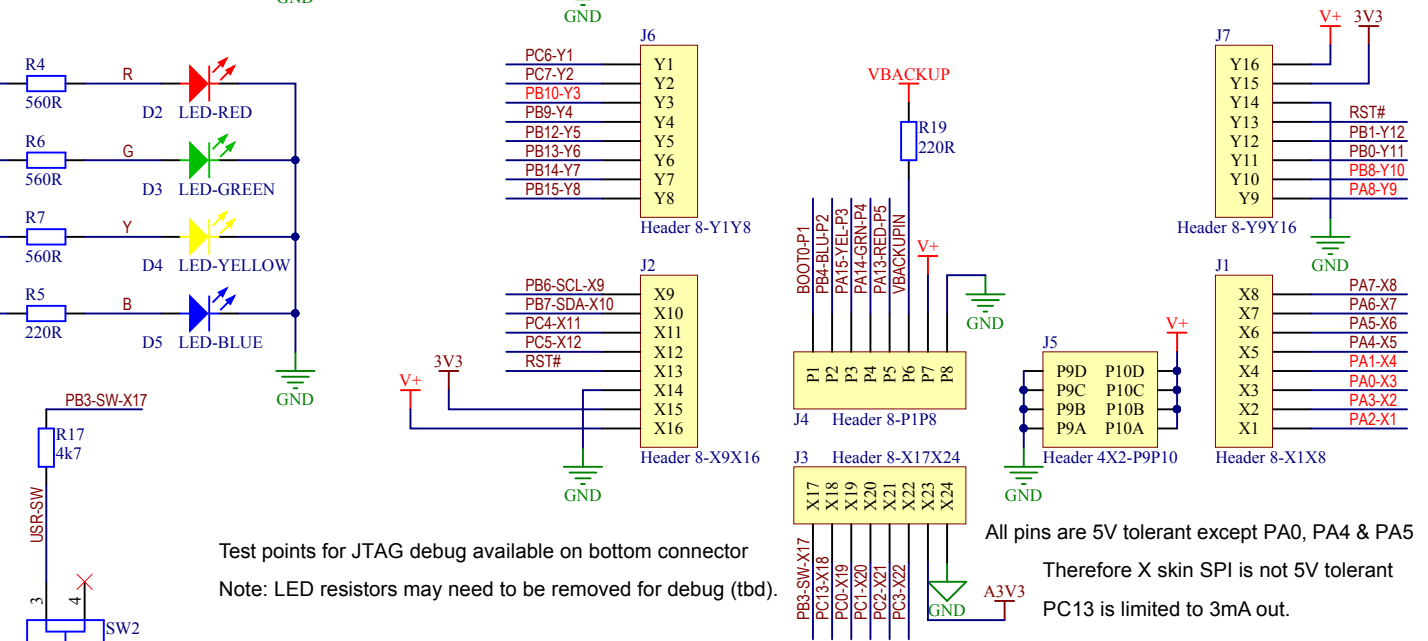 GND
GND
R4
560R
R
D2 LED-RED
R6
560R
G
D3 LED-GREEN
R7
560R
Y
D4 LED-YELLOW
R5
220R
B
D5 LED-BLUE
GND
PB3-SW-X17
R17
4k7
USR-SW
3
4
SW2
J6
PC6-Y1
PC7-Y2
PB10-Y3
PB9-Y4
PB12-Y5
PB13-Y6
PB14-Y7
PB15-Y8
Y1
Y2
Y3
Y4
Y5
Y6
Y7
Y8
Header 8-Y1Y8
J2
PB6-SCL-X9
PB7-SDA-X10
PC4-X11
PC5-X12
RST#
X9
X10
X11
X12
X13
X14
X15
X16
Header 8-X9X16
V+
3V3
GND
VBACKUP
R19
220R
BOOT0-P1
PB4-BLU-P2
PA15-YEL-P3
PA14-GRN-P4
PA13-RED-P5
VBACKUPIN
V+
GND
P1
P2
P3
P4
P5
P6
P7
P8
J4 Header 8-P1P8
J3 Header 8-X17X24
X17
X18
X19
X20
X21
X22
X23
X24
PB3-SW-X17
PC13-X18
PC0-X19
PC1-X20
PC2-X21
PC3-X22
GND
A3V3
J5
V+
P9D P10D
P9C P10C
P9B P10B
P9A P10A
Header 4X2-P9P10
GND
V+ 3V3
J7
Y16
Y15
Y14
Y13
Y12
Y11
Y10
Y9
RST#
PB1-Y12
PB0-Y11
PB8-Y10
PA8-Y9
Header 8-Y9Y16
GND
J1
X8
X7
X6
X5
X4
X3
X2
X1
PA7-X8
PA6-X7
PA5-X6
PA4-X5
PA1-X4
PA0-X3
PA3-X2
PA2-X1
Header 8-X1X8
Test points for JTAG debug available on bottom connector
Note: LED resistors may need to be removed for debug (tbd).
All pins are 5V tolerant except PA0, PA4 & PA5
Therefore X skin SPI is not 5V tolerant
PC13 is limited to 3mA out.